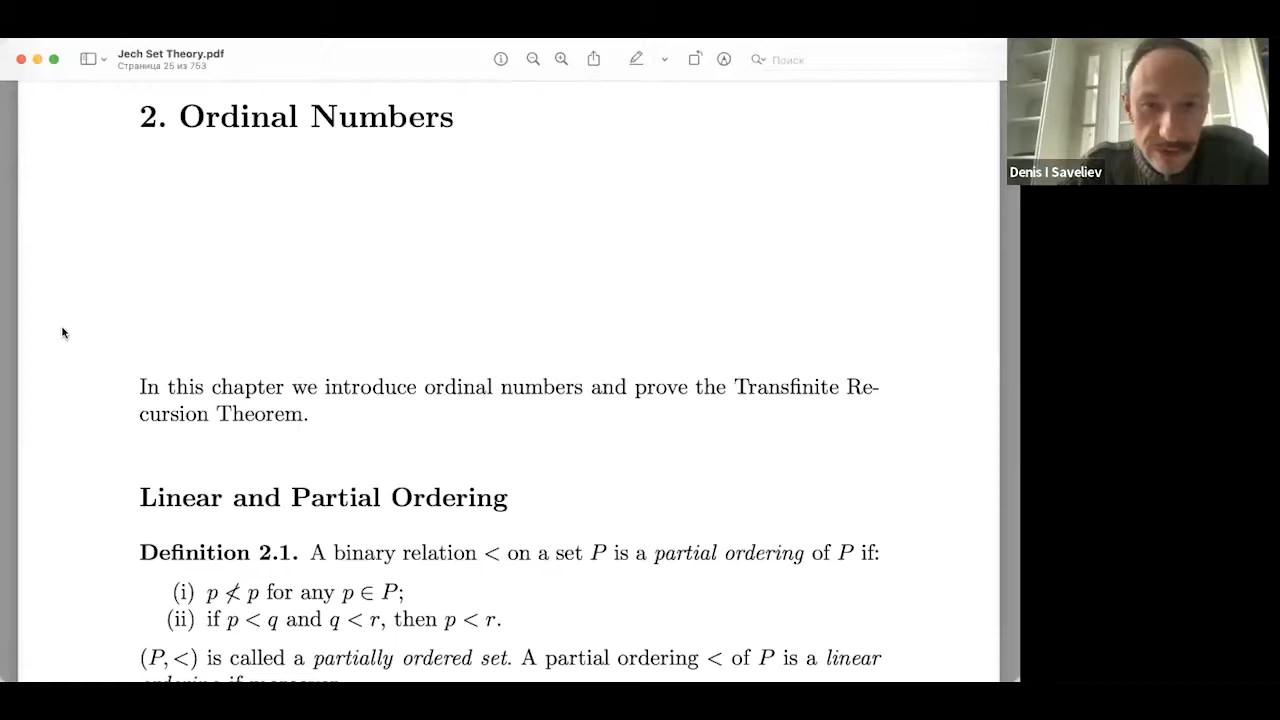 Jech Set Theory.pdf
Страница 25 из 753
Поиск
Denis I Saveliev
2. Ordinal Numbers
In this chapter we introduce ordinal numbers and prove the Transfinite Re-
cursion Theorem.
Linear and Partial Ordering
Definition 2.1. A binary relation < on a set P is a partial ordering of P if:
(i) p ≮ p for any p ∈ P;
(ii) if p < q and q < r, then p < r.
(P, <) is called a partially ordered set. A partial ordering < of P is a linear
ordering if moreover